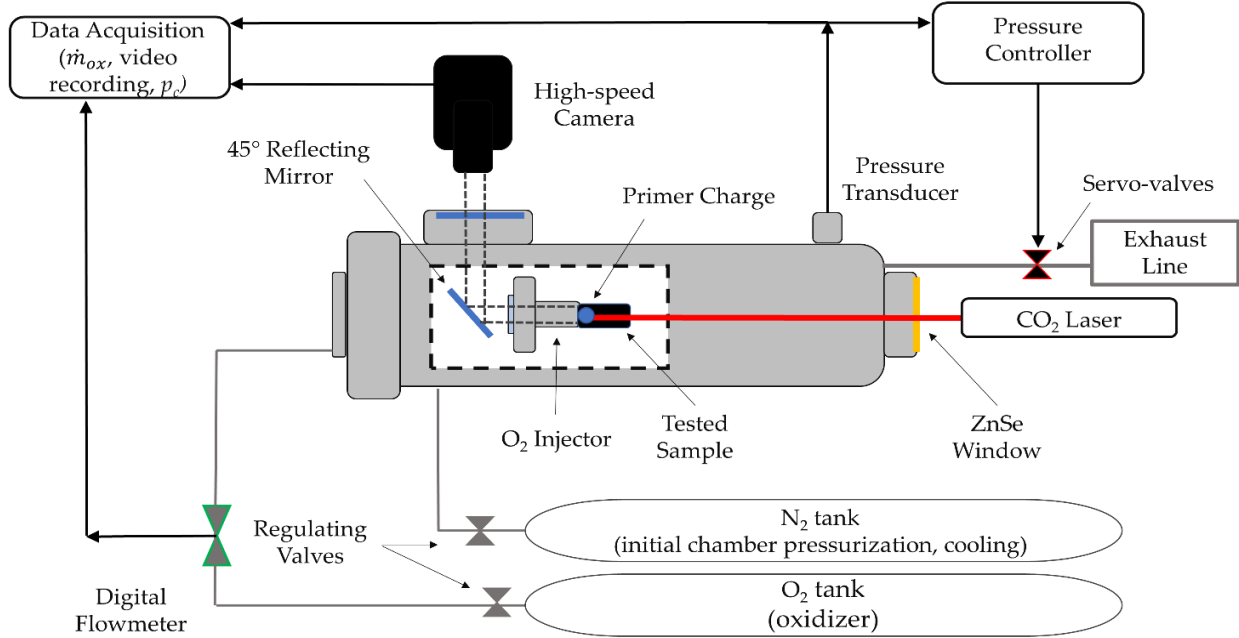 Data Acquisition
(ṁₒₓ, video
recording, p꜀)
High-speed
Camera
Pressure
Controller
45° Reflecting
Mirror
Primer Charge
Pressure
Transducer
Servo-valves
Exhaust
Line
CO₂ Laser
O₂ Injector
Tested
Sample
ZnSe
Window
Regulating
Valves
N₂ tank
(initial chamber pressurization, cooling)
Digital
Flowmeter
O₂ tank
(oxidizer)